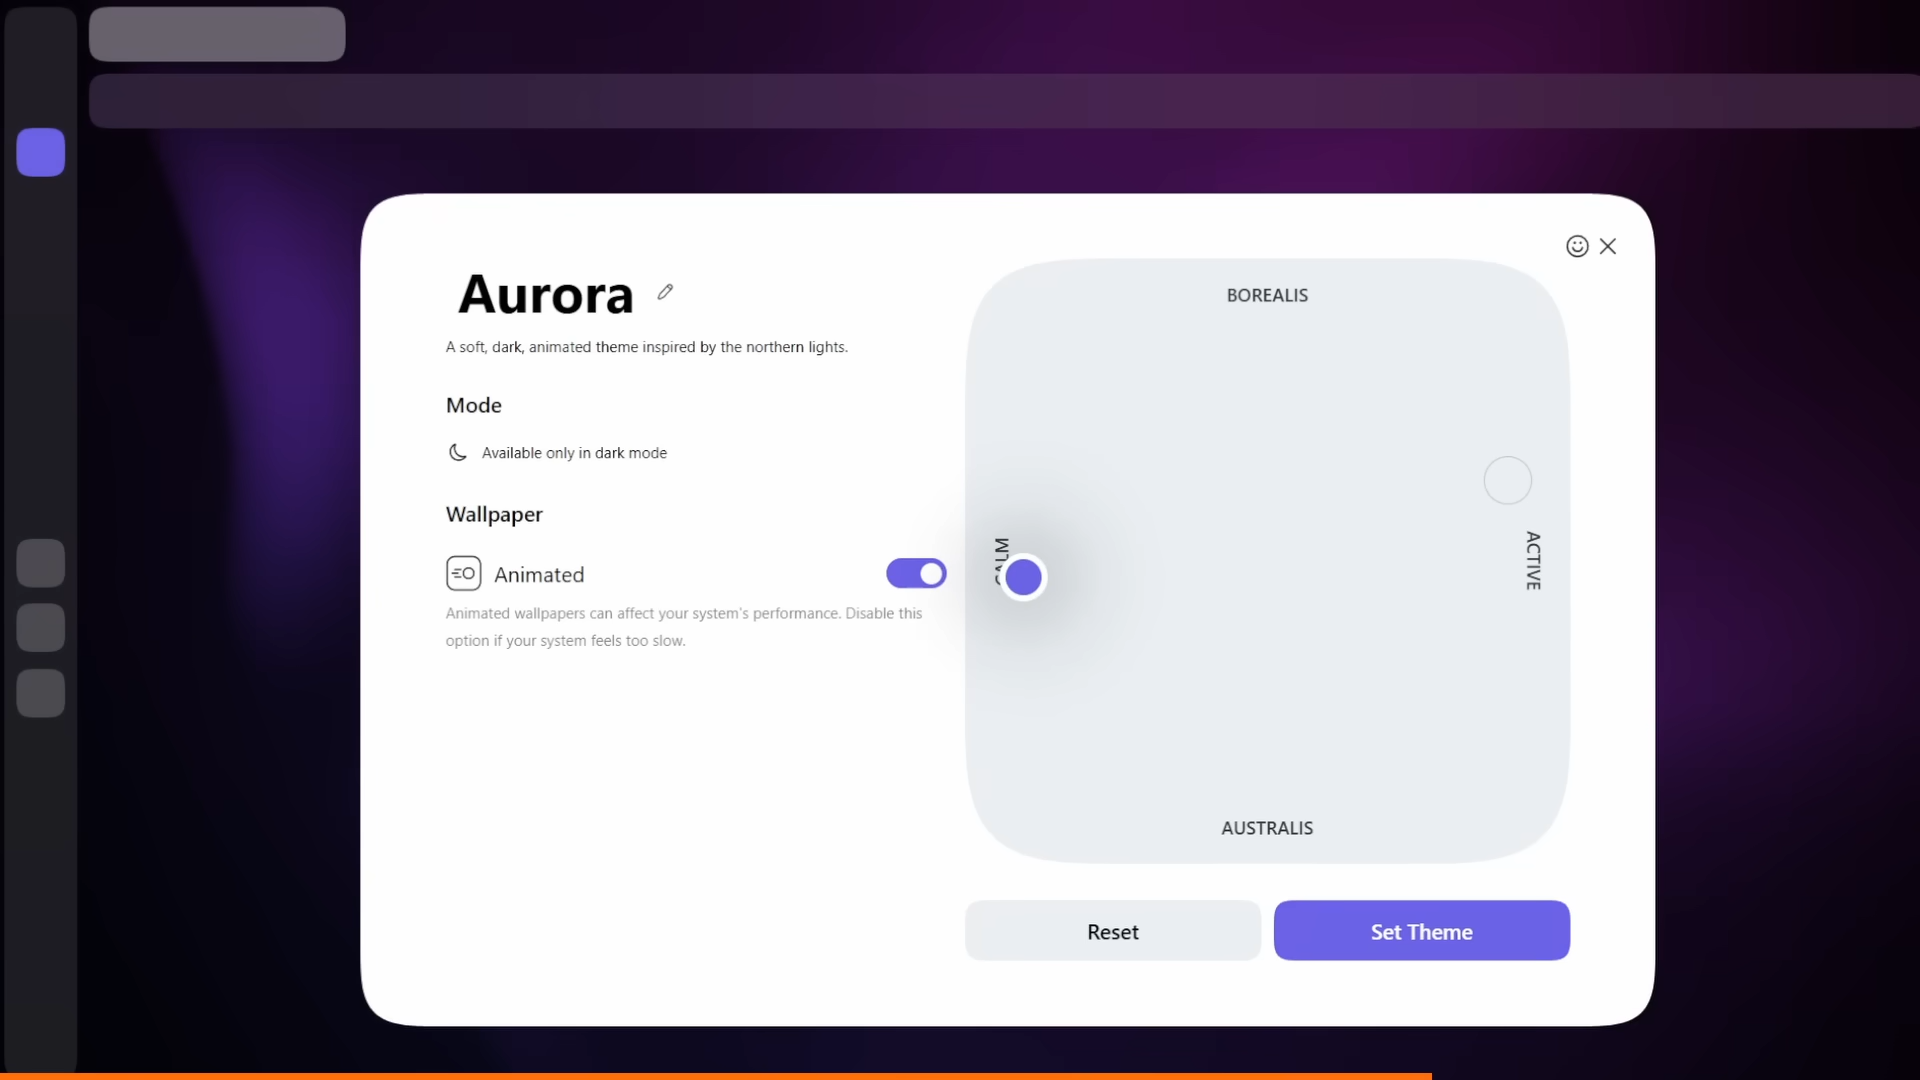 Aurora
A soft, dark, animated theme inspired by the northern lights.
Mode
Available only in dark mode
Wallpaper
Animated
Animated wallpapers can affect your system's performance. Disable this
option if your system feels too slow.
BOREALIS
CALM
ACTIVE
AUSTRALIS
Reset
Set Theme